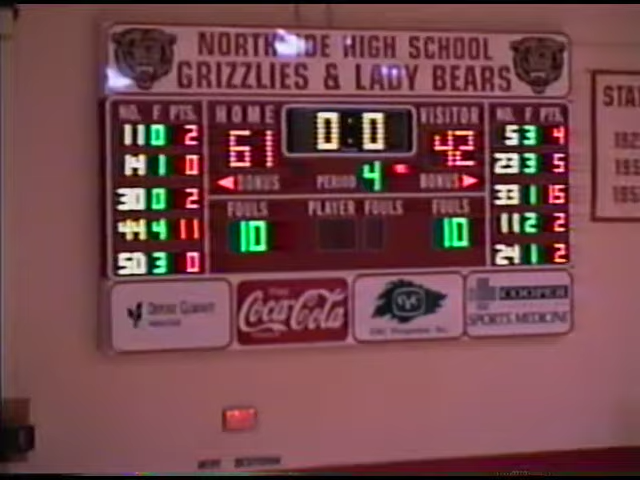 NORTHSIDE HIGH SCHOOL
GRIZZLIES & LADY BEARS
NO. F PTS. HOME 0:0 VISITOR NO. F PTS.
61 42
11 0 2 5 3 4
14 1 0 BONUS PERIOD 4 BONUS 23 3 5
30 0 2 FOULS PLAYER FOULS FOULS 33 1 15
44 4 11 10 10 11 2 2
50 3 0 24 1 2
Coca-Cola
COOPER
SPORTS MEDICINE
STA